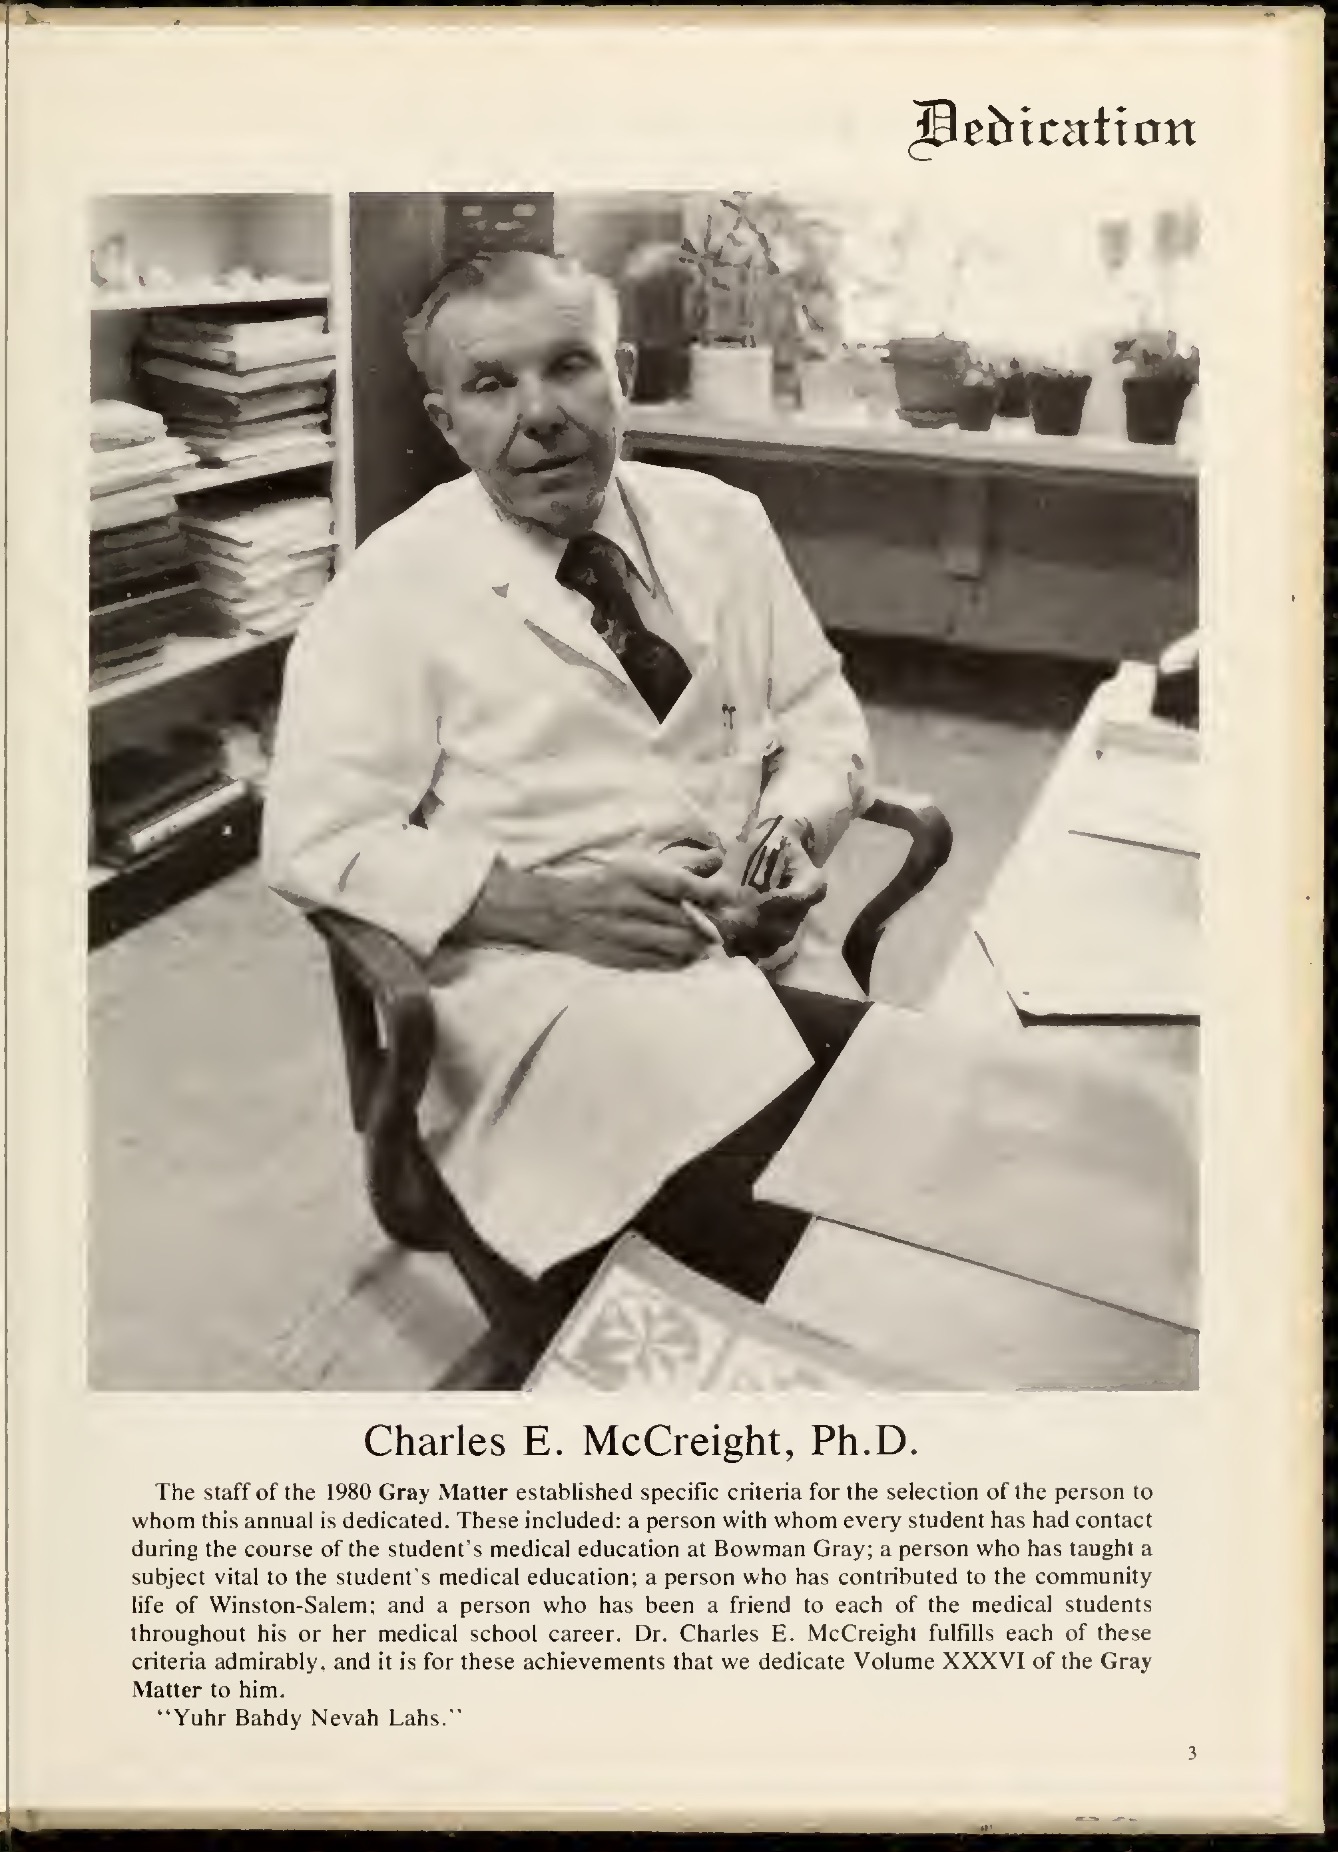 Dedication
Charles E. McCreight, Ph.D.
The staff of the 1980 Gray Matter established specific criteria for the selection of the person to
whom this annual is dedicated. These included: a person with whom every student has had contact
during the course of the student's medical education at Bowman Gray; a person who has taught a
subject vital to the student's medical education; a person who has contributed to the community
life of Winston-Salem; and a person who has been a friend to each of the medical students
throughout his or her medical school career. Dr. Charles E. McCreight fulfills each of these
criteria admirably, and it is for these achievements that we dedicate Volume XXXVI of the Gray
Matter to him.
"Yuhr Bahdy Nevah Lahs."
3